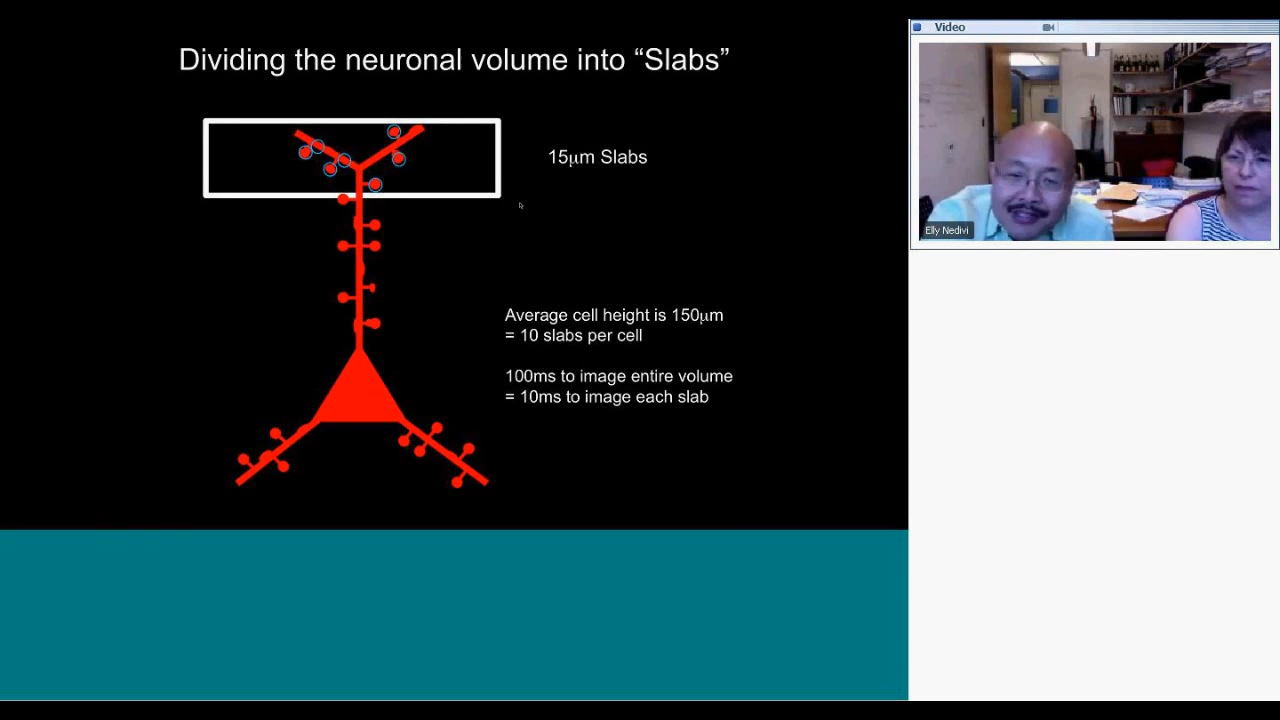 Dividing the neuronal volume into “Slabs”
15μm Slabs
Average cell height is 150μm
= 10 slabs per cell
100ms to image entire volume
= 10ms to image each slab
Video
Elly Nedivi